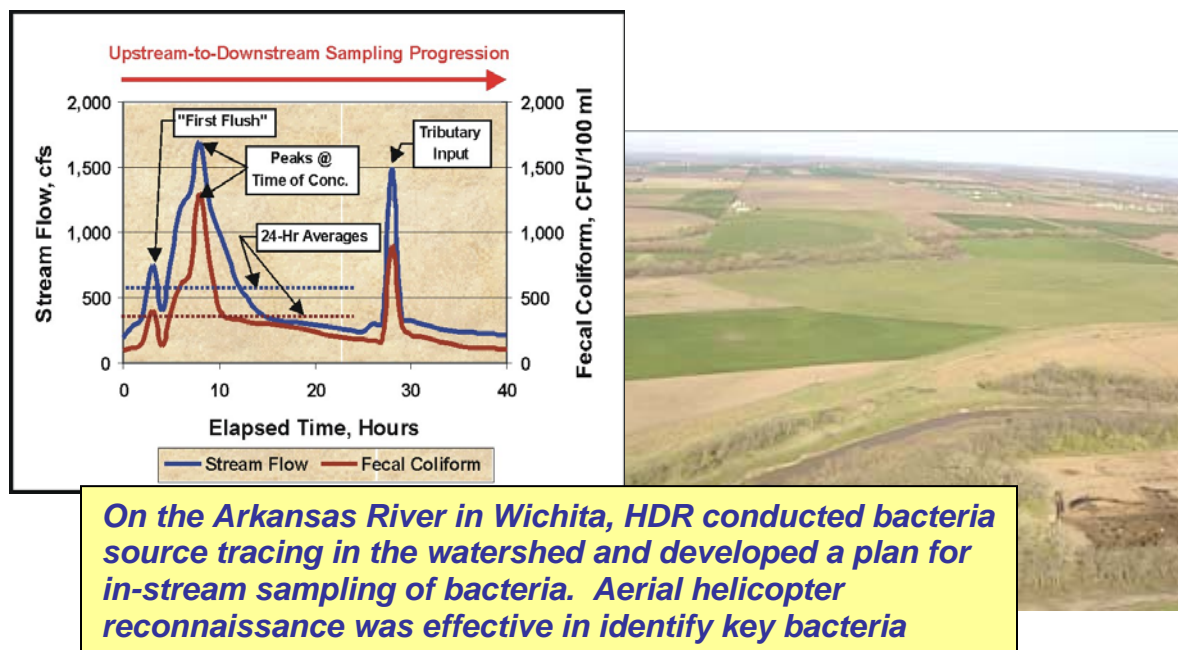 Upstream-to-Downstream Sampling Progression
2,000
1,500
1,000
500
0
Stream Flow, cfs
"First Flush"
Peaks @
Time of Conc.
24-Hr Averages
Tributary
Input
2,000
1,500
1,000
500
0
Fecal Coliform, CFU/100 ml
0
10
20
30
40
Elapsed Time, Hours
Stream Flow
Fecal Coliform
On the Arkansas River in Wichita, HDR conducted bacteria
source tracing in the watershed and developed a plan for
in-stream sampling of bacteria. Aerial helicopter
reconnaissance was effective in identify key bacteria